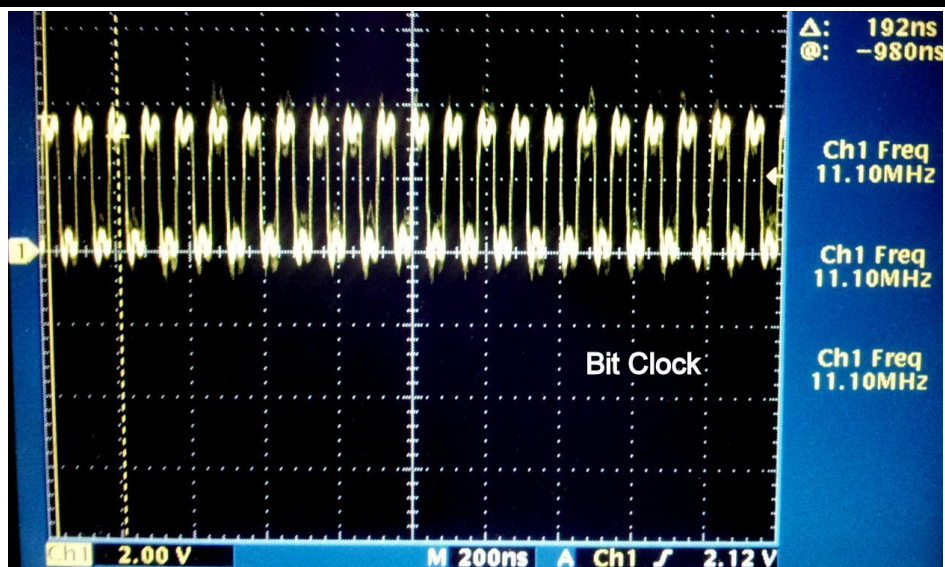 Δ: 192ns
@: −980ns
Ch1 Freq
11.10MHz
Ch1 Freq
11.10MHz
Ch1 Freq
11.10MHz
1
Bit Clock
Ch1 2.00 V M 200ns A Ch1 ƒ 2.12 V